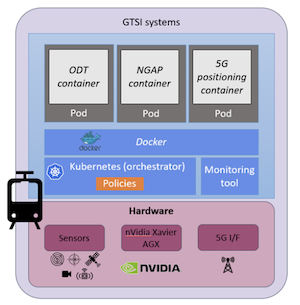 GTSI systems
ODT
container
NGAP
container
5G
positioning
container
Pod
Pod
Pod
docker
Docker
Kubernetes (orchestrator)
Policies
Monitoring
tool
Hardware
Sensors
nVidia Xavier
AGX
5G I/F
NVIDIA